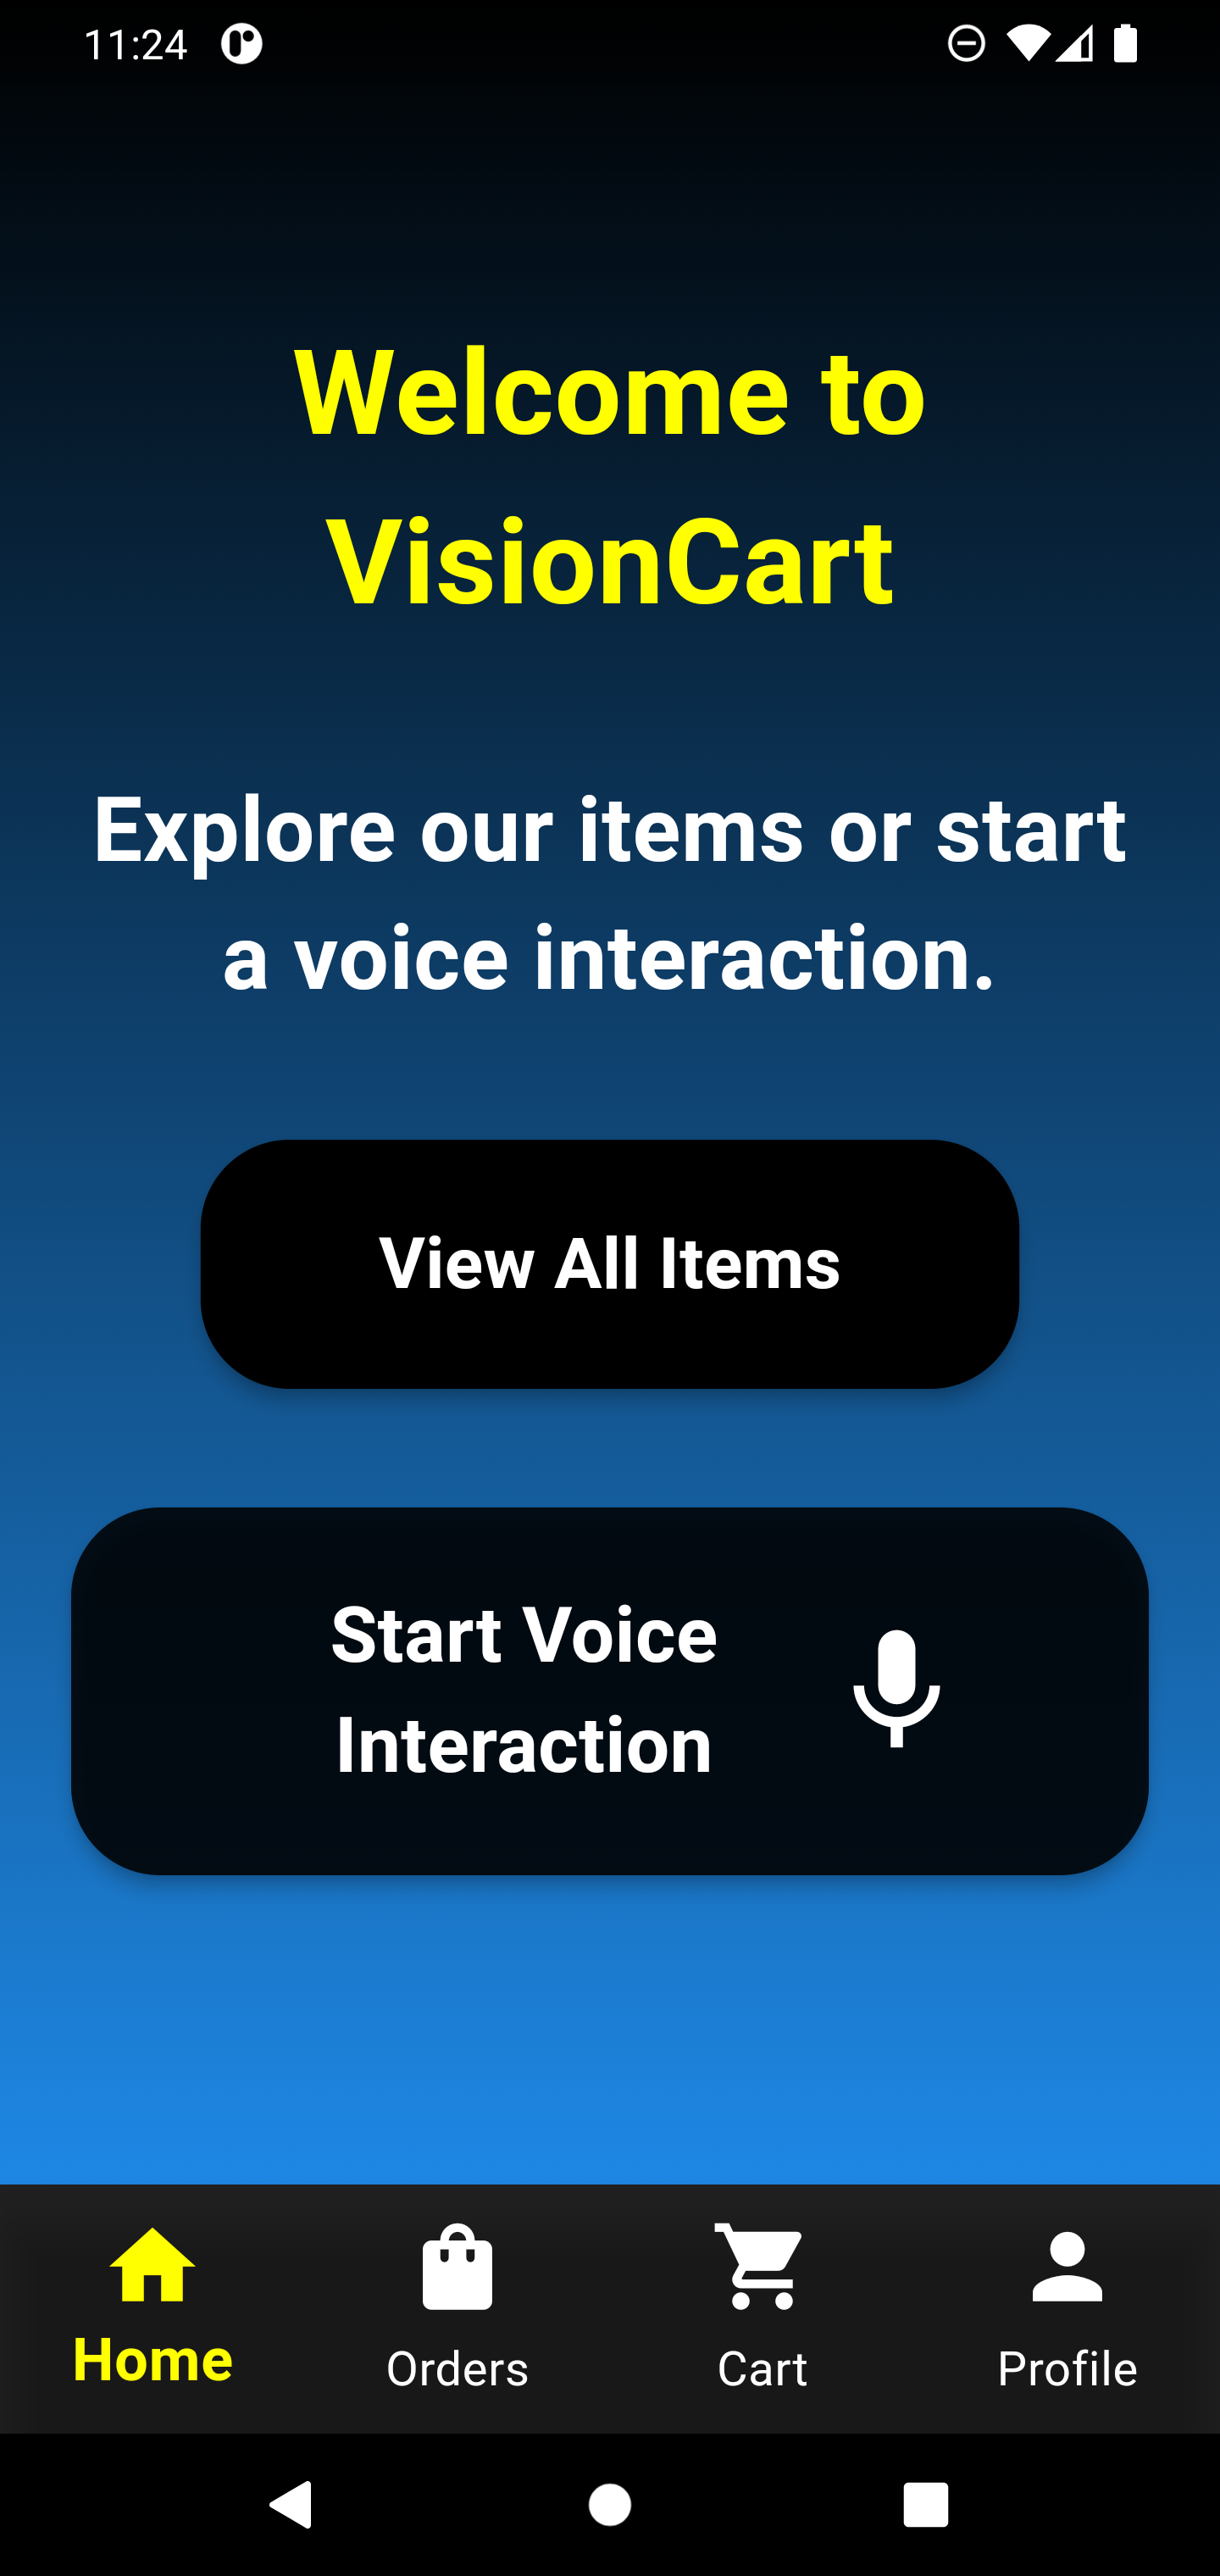 11:24
Welcome to
VisionCart
Explore our items or start
a voice interaction.
View All Items
Start Voice
Interaction
Home
Orders
Cart
Profile